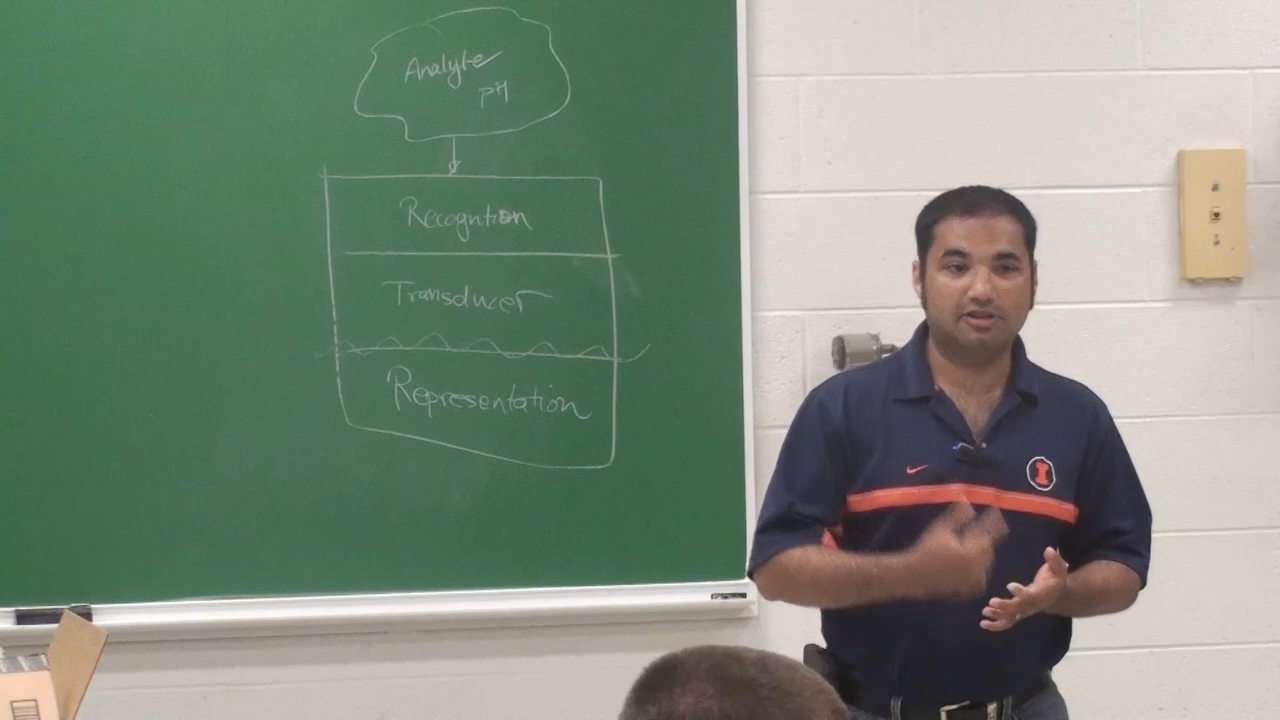 Analyte
pH
Recognition
Transducer
Representation
I